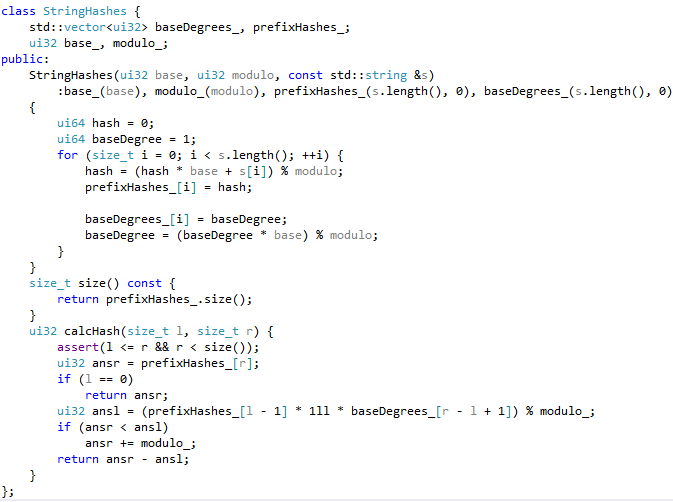 class StringHashes {
    std::vector<ui32> baseDegrees_, prefixHashes_;
    ui32 base_, modulo_;
public:
    StringHashes(ui32 base, ui32 modulo, const std::string &s)
        :base_(base), modulo_(modulo), prefixHashes_(s.length(), 0), baseDegrees_(s.length(), 0)
    {
        ui64 hash = 0;
        ui64 baseDegree = 1;
        for (size_t i = 0; i < s.length(); ++i) {
            hash = (hash * base + s[i]) % modulo;
            prefixHashes_[i] = hash;

            baseDegrees_[i] = baseDegree;
            baseDegree = (baseDegree * base) % modulo;
        }
    }
    size_t size() const {
        return prefixHashes_.size();
    }
    ui32 calcHash(size_t l, size_t r) {
        assert(l <= r && r < size());
        ui32 ansr = prefixHashes_[r];
        if (l == 0)
            return ansr;
        ui32 ansl = (prefixHashes_[l - 1] * 1ll * baseDegrees_[r - l + 1]) % modulo_;
        if (ansr < ansl)
            ansr += modulo_;
        return ansr - ansl;
    }
};